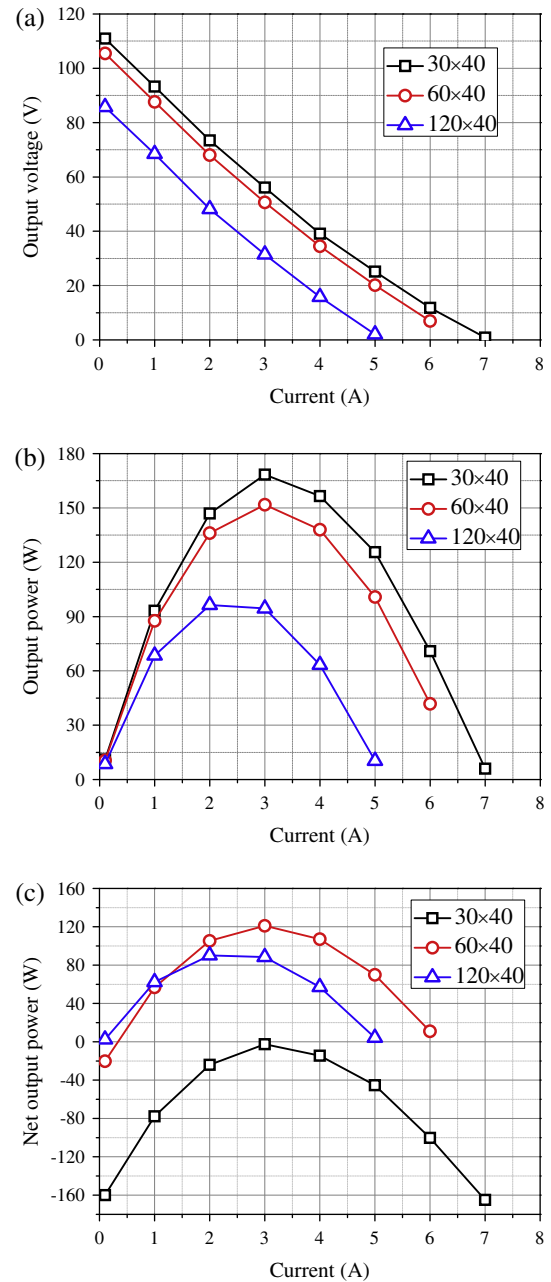 (a)
120
100
80
60
40
20
0
Output voltage (V)
30×40
60×40
120×40
0 1 2 3 4 5 6 7 8
Current (A)
(b)
180
150
120
90
60
30
0
Output power (W)
30×40
60×40
120×40
0 1 2 3 4 5 6 7 8
Current (A)
(c)
160
120
80
40
0
-40
-80
-120
-160
Net output power (W)
30×40
60×40
120×40
0 1 2 3 4 5 6 7 8
Current (A)